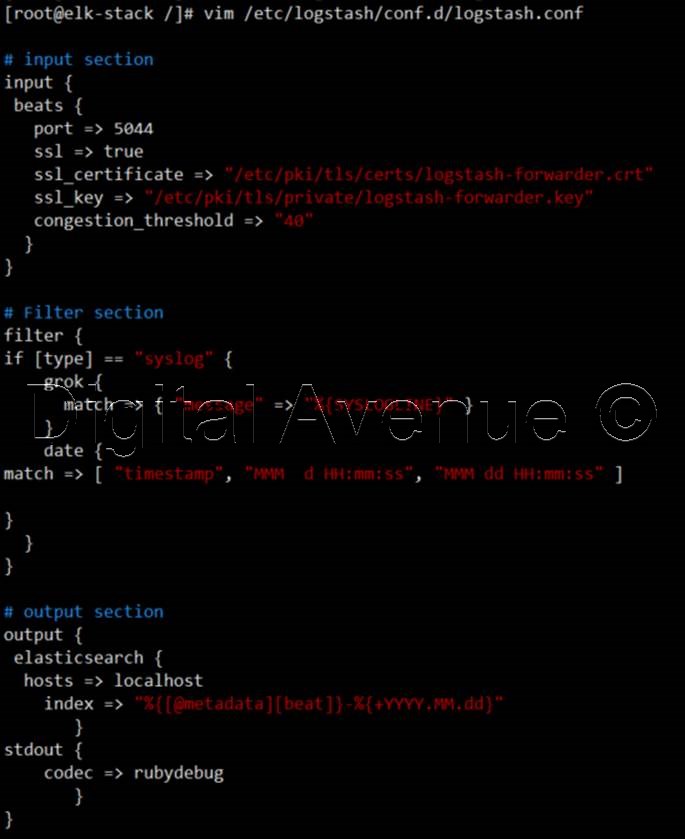 [root@elk-stack /]# vim /etc/logstash/conf.d/logstash.conf
# input section
input {
beats {
port => 5044
ssl => true
ssl_certificate => "/etc/pki/tls/certs/logstash-forwarder.crt"
ssl_key => "/etc/pki/tls/private/logstash-forwarder.key"
congestion_threshold => "40"
}
}
# Filter section
filter {
if [type] == "syslog" {
grok {
match => { "message" => "%{SYSLOGLINE}" }
Digital Avenue ©
}
date {
match => [ "timestamp", "MMM  d HH:mm:ss", "MMM dd HH:mm:ss" ]
}
}
}
# output section
output {
elasticsearch {
hosts => localhost
index => "%{[@metadata][beat]}-%{+YYYY.MM.dd}"
}
stdout {
codec => rubydebug
}
}